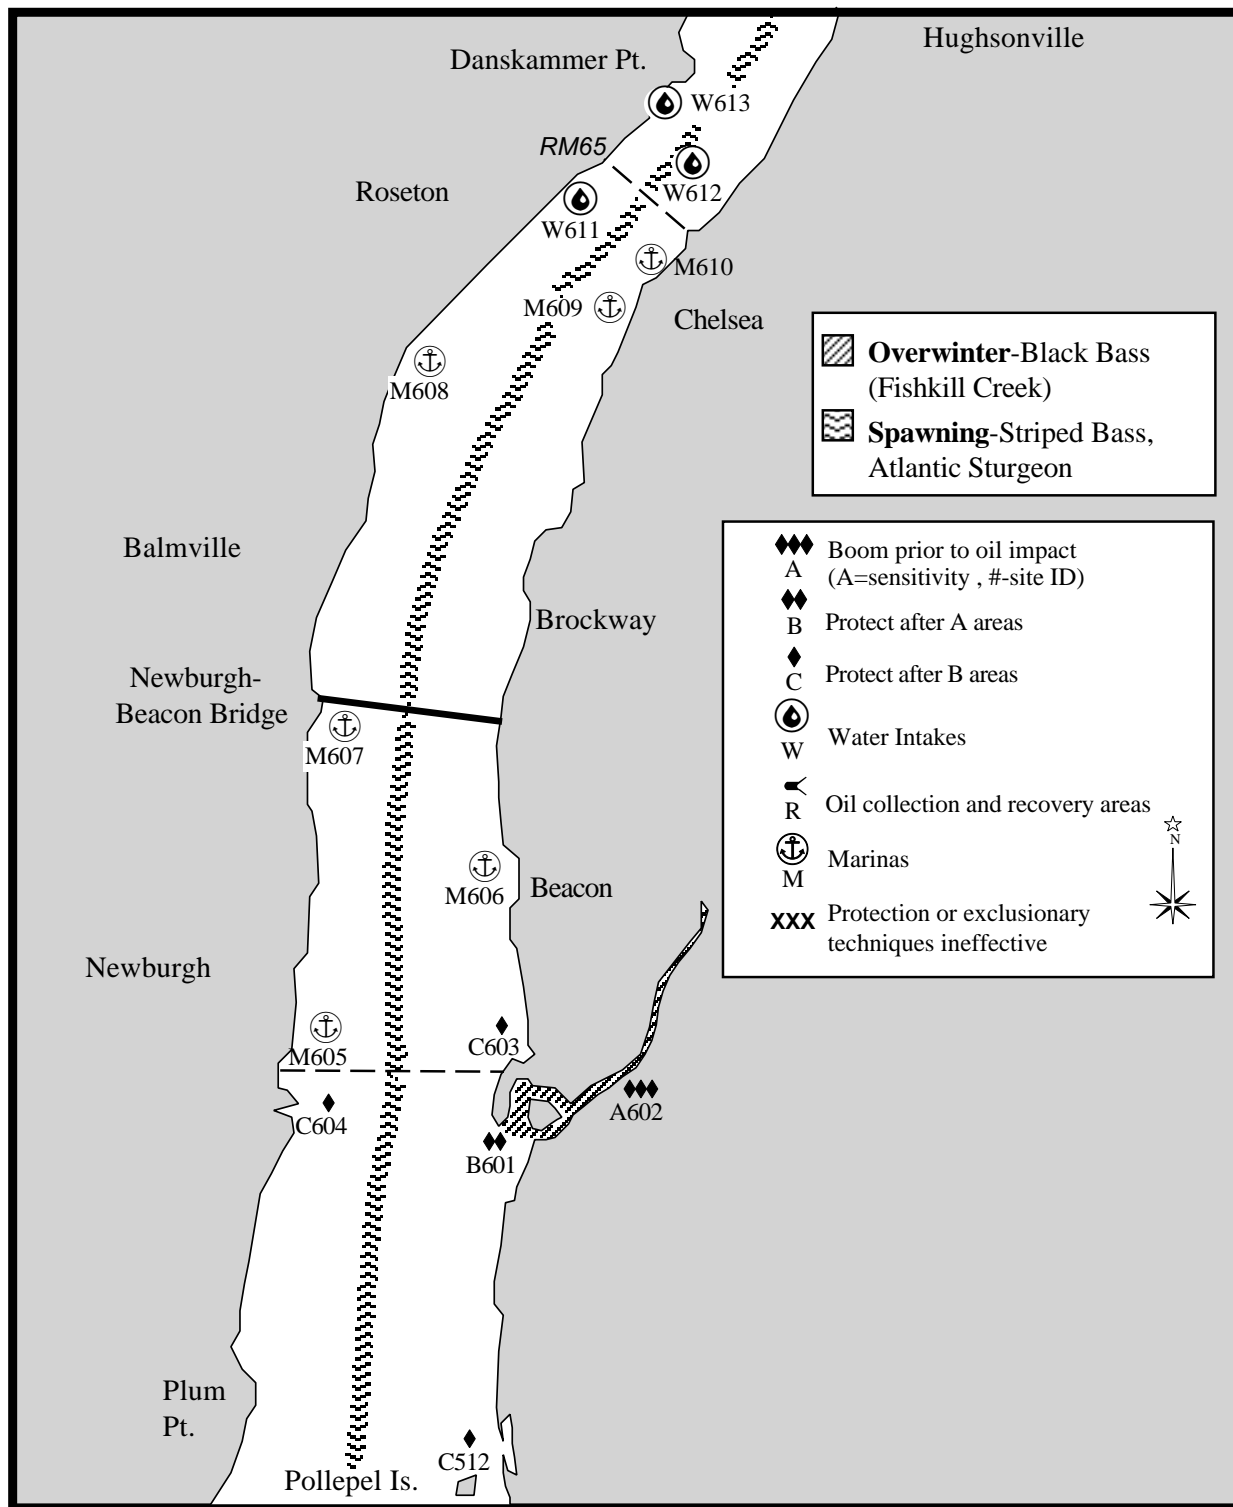 Hughsonville
Danskammer Pt.
W613
RM65
W612
Roseton
W611
M610
M609
Chelsea
M608
Overwinter-Black Bass
(Fishkill Creek)
Spawning-Striped Bass,
Atlantic Sturgeon
Balmville
Brockway
Newburgh-
Beacon Bridge
M607
M606
Beacon
Newburgh
M605
C603
C604
A602
B601
Plum
Pt.
C512
Pollepel Is.
A
Boom prior to oil impact
(A=sensitivity , #-site ID)
B
Protect after A areas
C
Protect after B areas
W
Water Intakes
R
Oil collection and recovery areas
M
Marinas
XXX
Protection or exclusionary
techniques ineffective
N